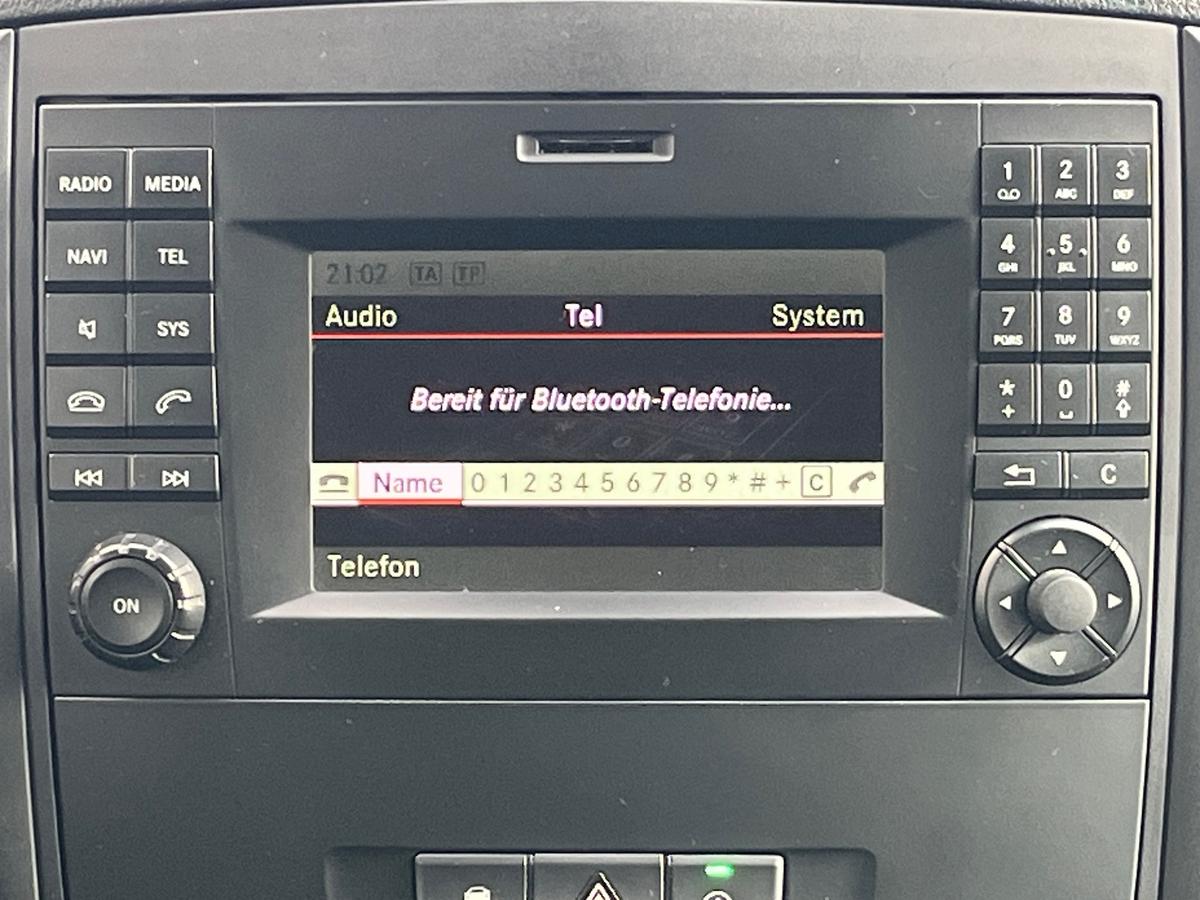 RADIO MEDIA
NAVI TEL
SYS
ON
21:02 TA TP
Audio Tel System
Bereit für Bluetooth-Telefonie...
Name 0 1 2 3 4 5 6 7 8 9 * # + C
Telefon
1 2 3
ABC DEF
4 5 6
GHI JKL MNO
7 8 9
PQRS TUV WXYZ
* 0 #
+
C